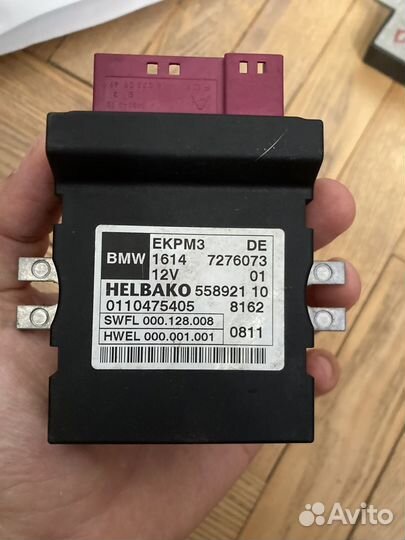 BMW
EKPM3 DE
1614 7276073
12V 01
HELBAKO 558921 10
0110475405 8162
SWFL 000.128.008
HWEL 000.001.001 0811
Avito